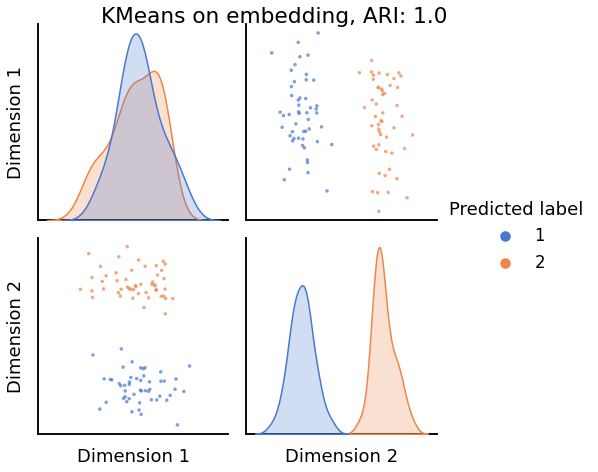 KMeans on embedding, ARI: 1.0
Dimension 1
Predicted label
1
2
Dimension 2
Dimension 1
Dimension 2